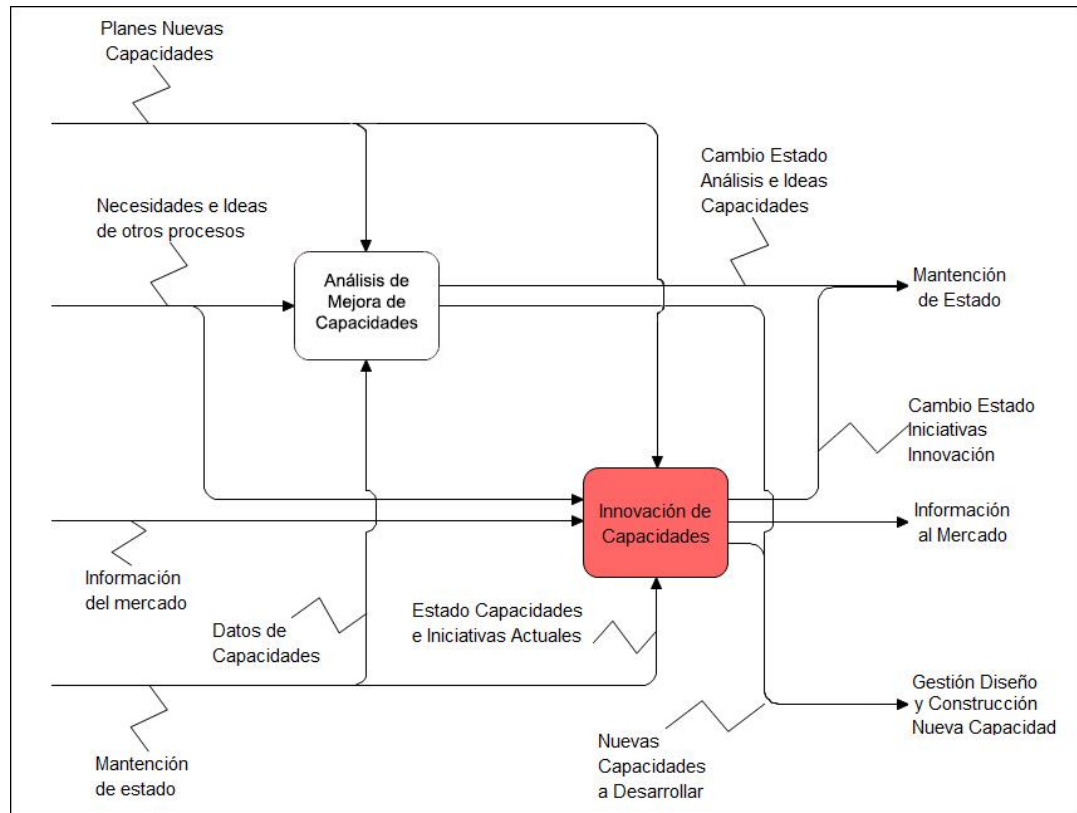 Planes Nuevas
Capacidades
Cambio Estado
Análisis e Ideas
Capacidades
Necesidades e Ideas
de otros procesos
Análisis de
Mejora de
Capacidades
Mantención
de Estado
Cambio Estado
Iniciativas
Innovación
Innovación de
Capacidades
Información
al Mercado
Información
del mercado
Datos de
Capacidades
Estado Capacidades
e Iniciativas Actuales
Gestión Diseño
y Construcción
Nueva Capacidad
Nuevas
Capacidades
a Desarrollar
Mantención
de estado